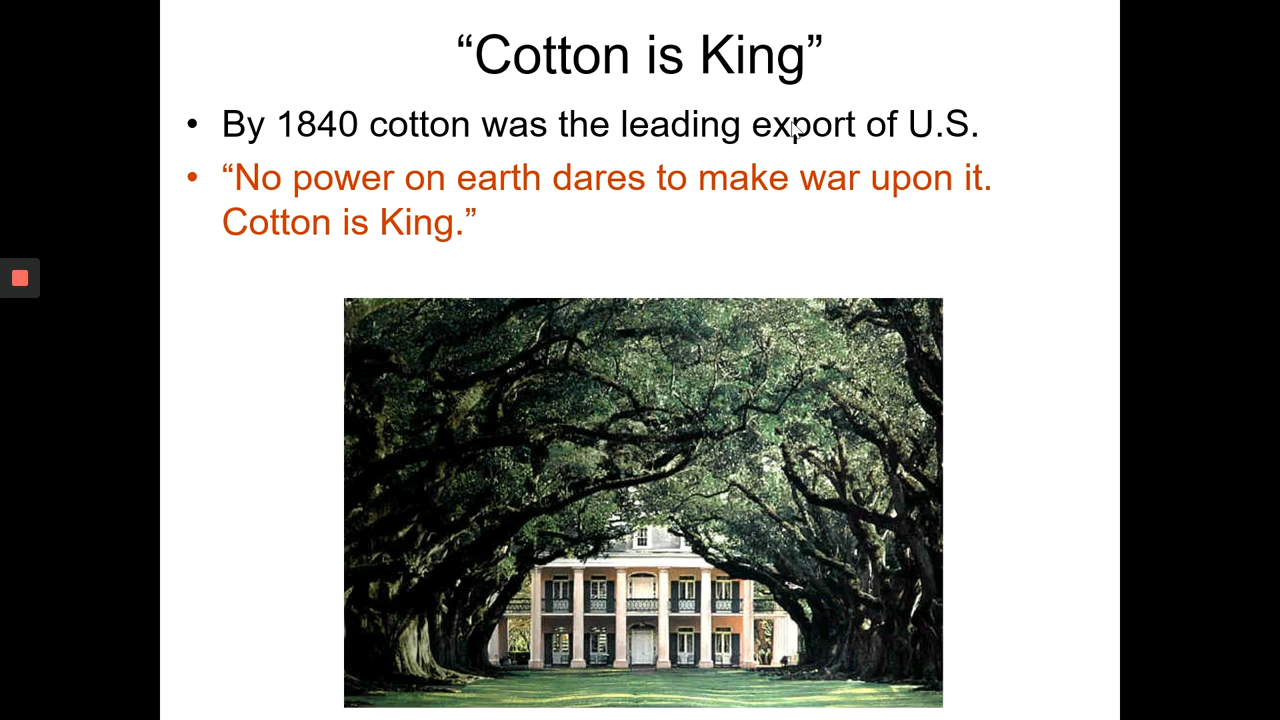 “Cotton is King”
• By 1840 cotton was the leading export of U.S.
• “No power on earth dares to make war upon it.
Cotton is King.”